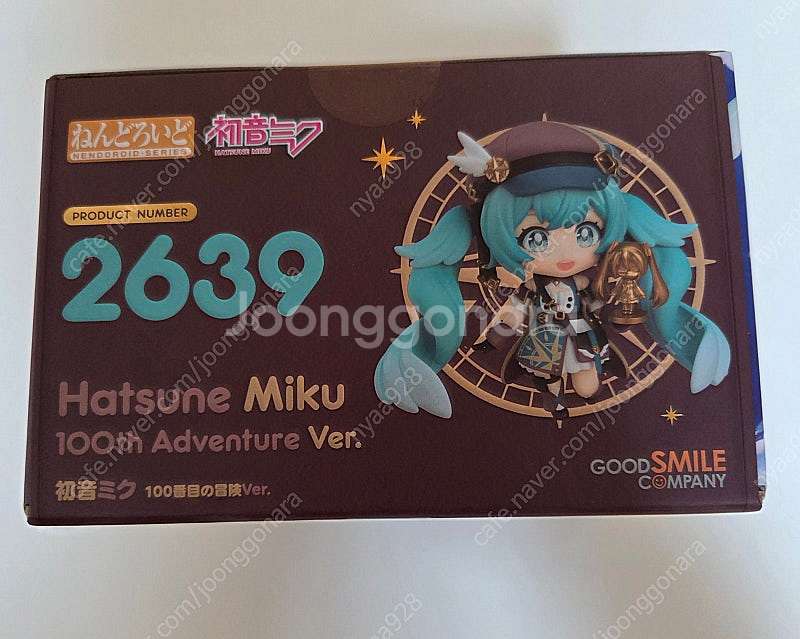 ねんどろいど
NENDOROID-SERIES
初音ミク
HATSUNE MIKU
PRODUCT NUMBER
2639
Joonggonara
Hatsune Miku
100th Adventure Ver.
初音ミク 100番目の冒険Ver.
GOOD SMILE
COMPANY
cafe.naver.com/joonggonara
nyaa928